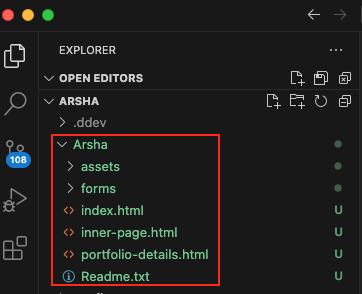 EXPLORER
OPEN EDITORS
ARSHA
.ddev
Arsha
assets
forms
index.html U
inner-page.html U
portfolio-details.html U
Readme.txt U
108